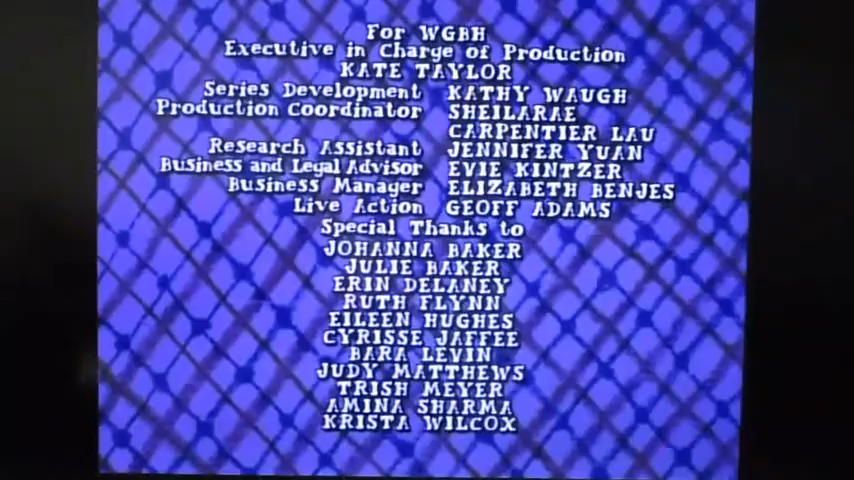 For WGBH
Executive in Charge of Production
KATE TAYLOR
Series Development KATHY WAUGH
Production Coordinator SHEILARAE
CARPENTIER LAU
Research Assistant JENNIFER YUAN
Business and Legal Advisor EVIE KINTZER
Business Manager ELIZABETH BENJES
Live Action GEOFF ADAMS
Special Thanks to
JOHANNA BAKER
JULIE BAKER
ERIN DELANEY
RUTH FLYNN
EILEEN HUGHES
CYRISSE JAFFEE
BARA LEVIN
JUDY MATTHEWS
TRISH MEYER
AMINA SHARMA
KRISTA WILCOX